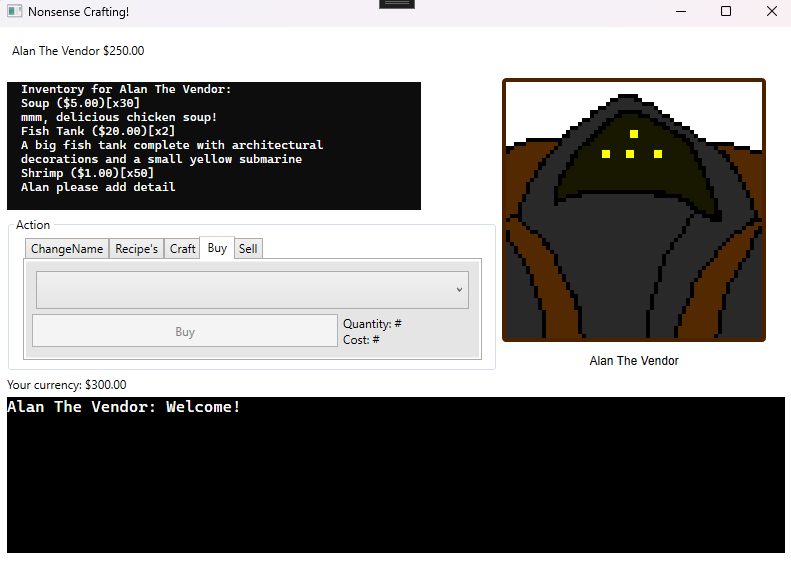 Nonsense Crafting!
Alan The Vendor $250.00
Inventory for Alan The Vendor:
Soup ($5.00)[x30]
mmm, delicious chicken soup!
Fish Tank ($20.00)[x2]
A big fish tank complete with architectural
decorations and a small yellow submarine
Shrimp ($1.00)[x50]
Alan please add detail
Action
ChangeName Recipe's Craft Buy Sell
Buy
Quantity: #
Cost: #
Alan The Vendor
Your currency: $300.00
Alan The Vendor: Welcome!